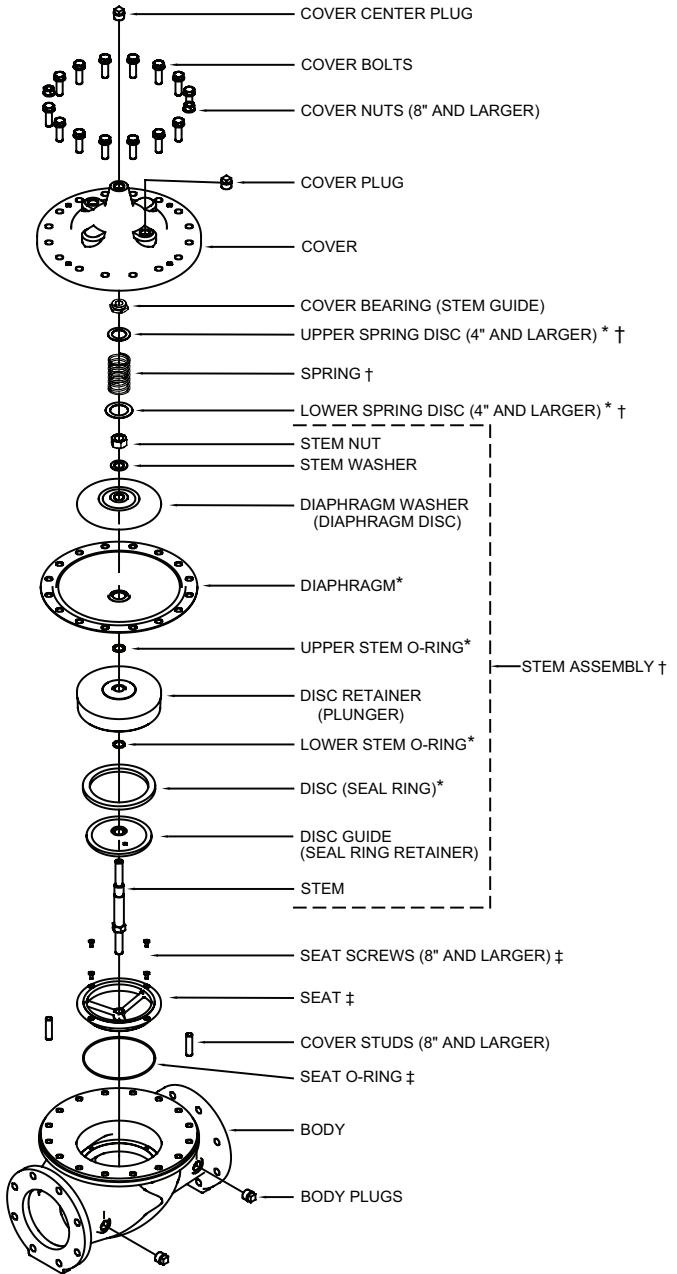 COVER CENTER PLUG
COVER BOLTS
COVER NUTS (8" AND LARGER)
COVER PLUG
COVER
COVER BEARING (STEM GUIDE)
UPPER SPRING DISC (4" AND LARGER) * †
SPRING †
LOWER SPRING DISC (4" AND LARGER) * †
STEM NUT
STEM WASHER
DIAPHRAGM WASHER
(DIAPHRAGM DISC)
DIAPHRAGM*
UPPER STEM O-RING*
STEM ASSEMBLY †
DISC RETAINER
(PLUNGER)
LOWER STEM O-RING*
DISC (SEAL RING)*
DISC GUIDE
(SEAL RING RETAINER)
STEM
SEAT SCREWS (8" AND LARGER) ‡
SEAT ‡
COVER STUDS (8" AND LARGER)
SEAT O-RING ‡
BODY
BODY PLUGS